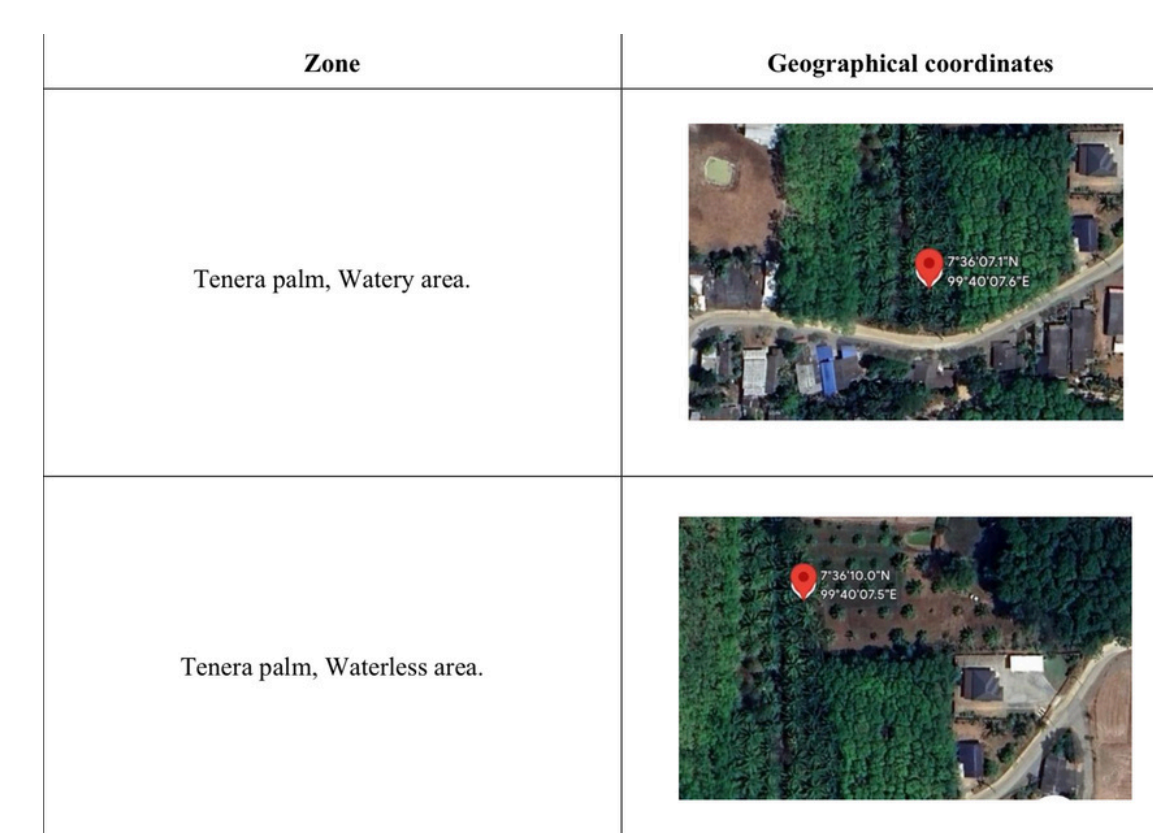 Zone
Geographical coordinates
Tenera palm, Watery area.
7°36'07.1"N
99°40'07.6"E
Tenera palm, Waterless area.
7°36'10.0"N
99°40'07.5"E